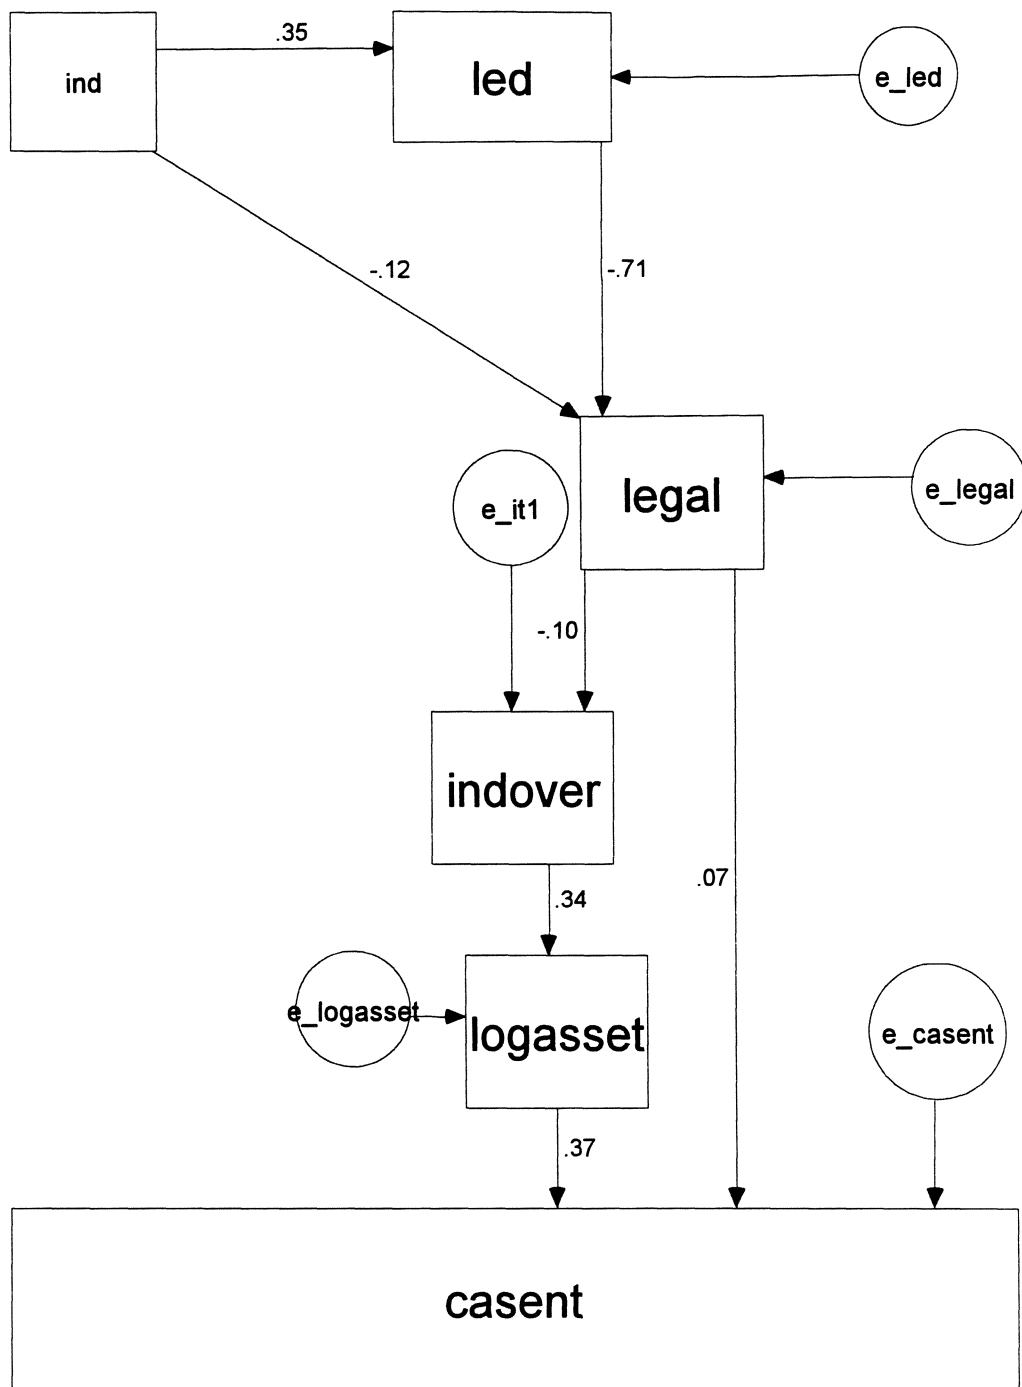 .35
ind
led
e_led
-.12
-.71
legal
e_legal
e_it1
-.10
indover
.07
.34
e_logasset
logasset
e_casent
.37
casent